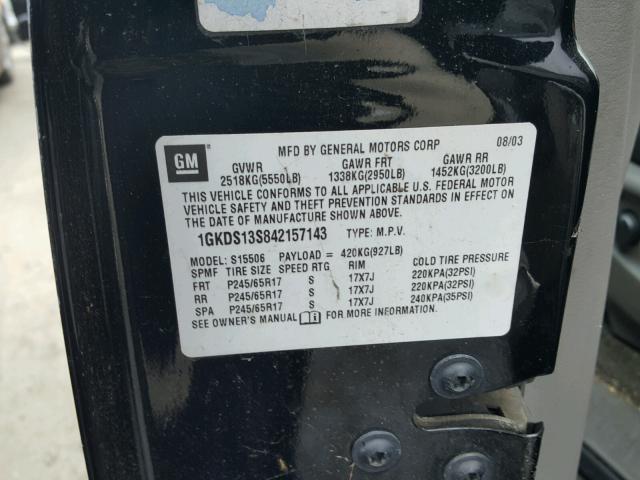 MFD BY GENERAL MOTORS CORP 08/03
GM
GVWR GAWR FRT GAWR RR
2518KG(5550LB) 1338KG(2950LB) 1452KG(3200LB)
THIS VEHICLE CONFORMS TO ALL APPLICABLE U.S. FEDERAL MOTOR
VEHICLE SAFETY AND THEFT PREVENTION STANDARDS IN EFFECT ON
THE DATE OF MANUFACTURE SHOWN ABOVE.
1GKDS13S842157143 TYPE: M.P.V.
MODEL: S15506 PAYLOAD = 420KG(927LB)
SPMF TIRE SIZE SPEED RTG RIM COLD TIRE PRESSURE
FRT P245/65R17 S 17X7J 220KPA(32PSI)
RR P245/65R17 S 17X7J 220KPA(32PSI)
SPA P245/65R17 S 17X7J 240KPA(35PSI)
SEE OWNER'S MANUAL FOR MORE INFORMATION.